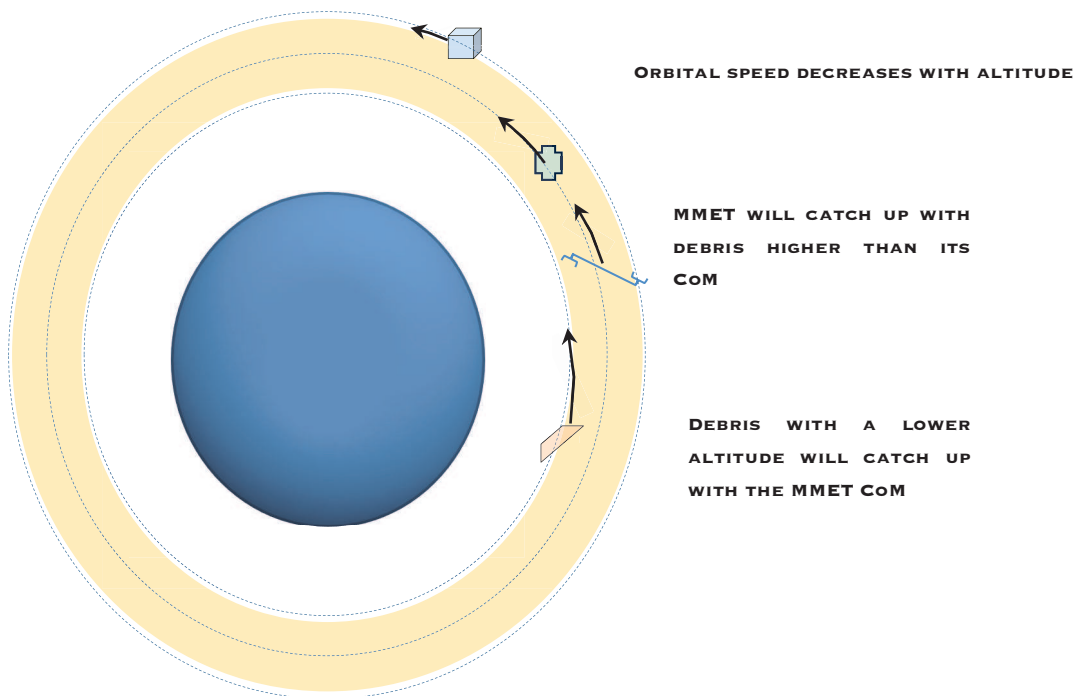 Orbital speed decreases with altitude
MMET will catch up with
debris higher than its
CoM
Debris with a lower
altitude will catch up
with the MMET CoM